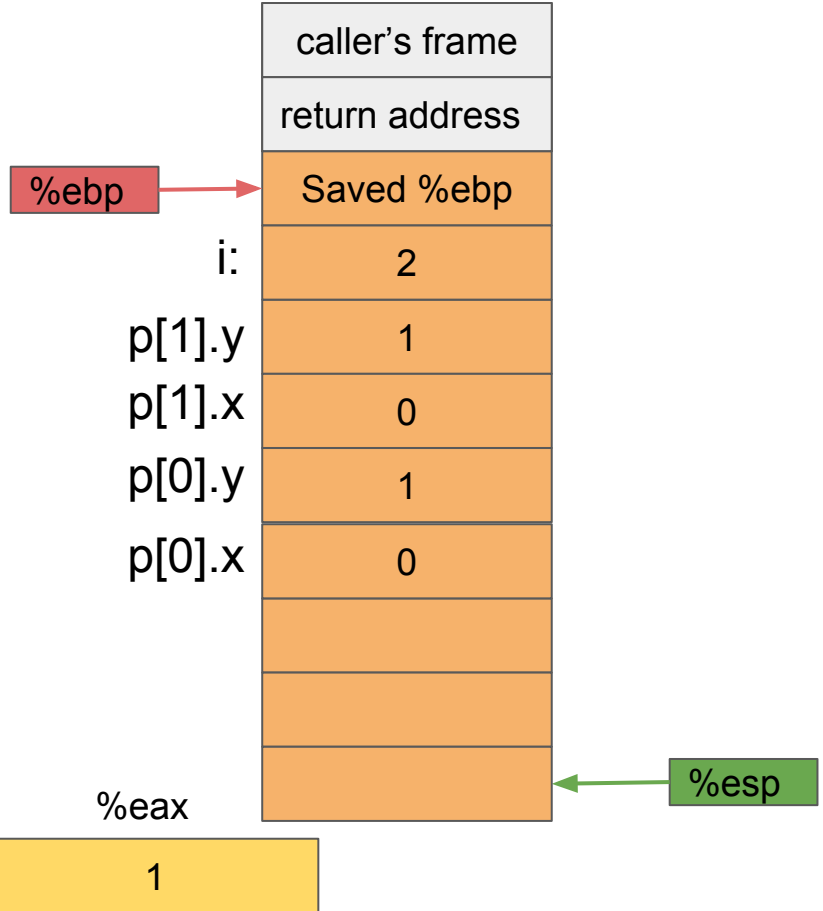 caller’s frame
return address
%ebp
Saved %ebp
i:
2
p[1].y
1
p[1].x
0
p[0].y
1
p[0].x
0
%esp
%eax
1